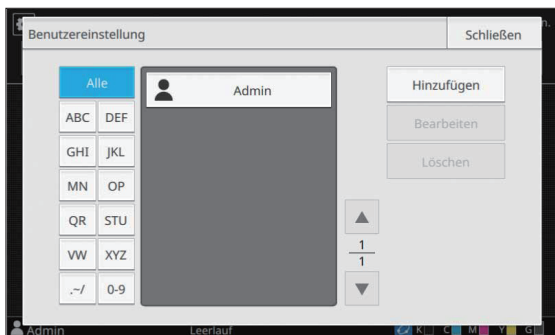 Benutzereinstellung
Schließen
n.
Alle
Admin
Hinzufügen
ABC DEF
Bearbeiten
GHI JKL
Löschen
MN OP
QR STU
VW XYZ
1
1
.~/ 0-9
Admin Leerlauf K C M Y G